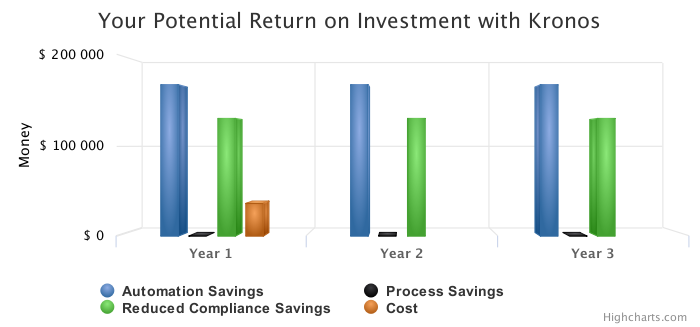 Your Potential Return on Investment with Kronos
$ 200 000
$ 100 000
$ 0
Money
Year 1
Year 2
Year 3
Automation Savings
Process Savings
Reduced Compliance Savings
Cost
Highcharts.com